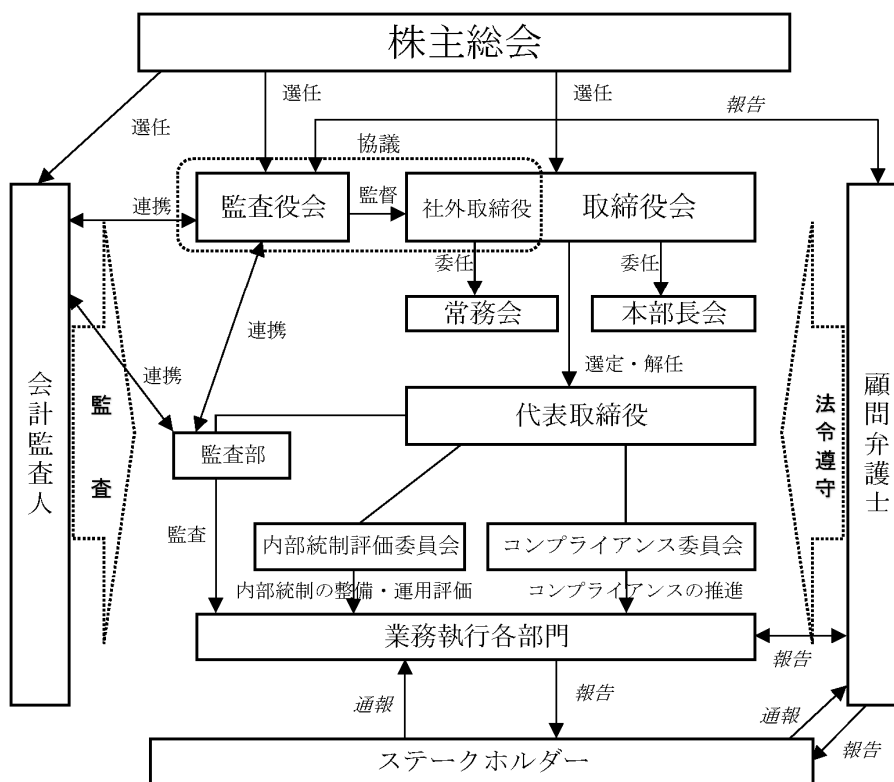 株主総会
選任
選任
選任
報告
協議
監査役会
監督
社外取締役
取締役会
連携
委任
委任
常務会
本部長会
連携
選定・解任
連携
会計監査人
監査
代表取締役
法令遵守
顧問弁護士
監査部
監査
内部統制評価委員会
コンプライアンス委員会
内部統制の整備・運用評価
コンプライアンスの推進
業務執行各部門
報告
通報
報告
通報
報告
ステークホルダー